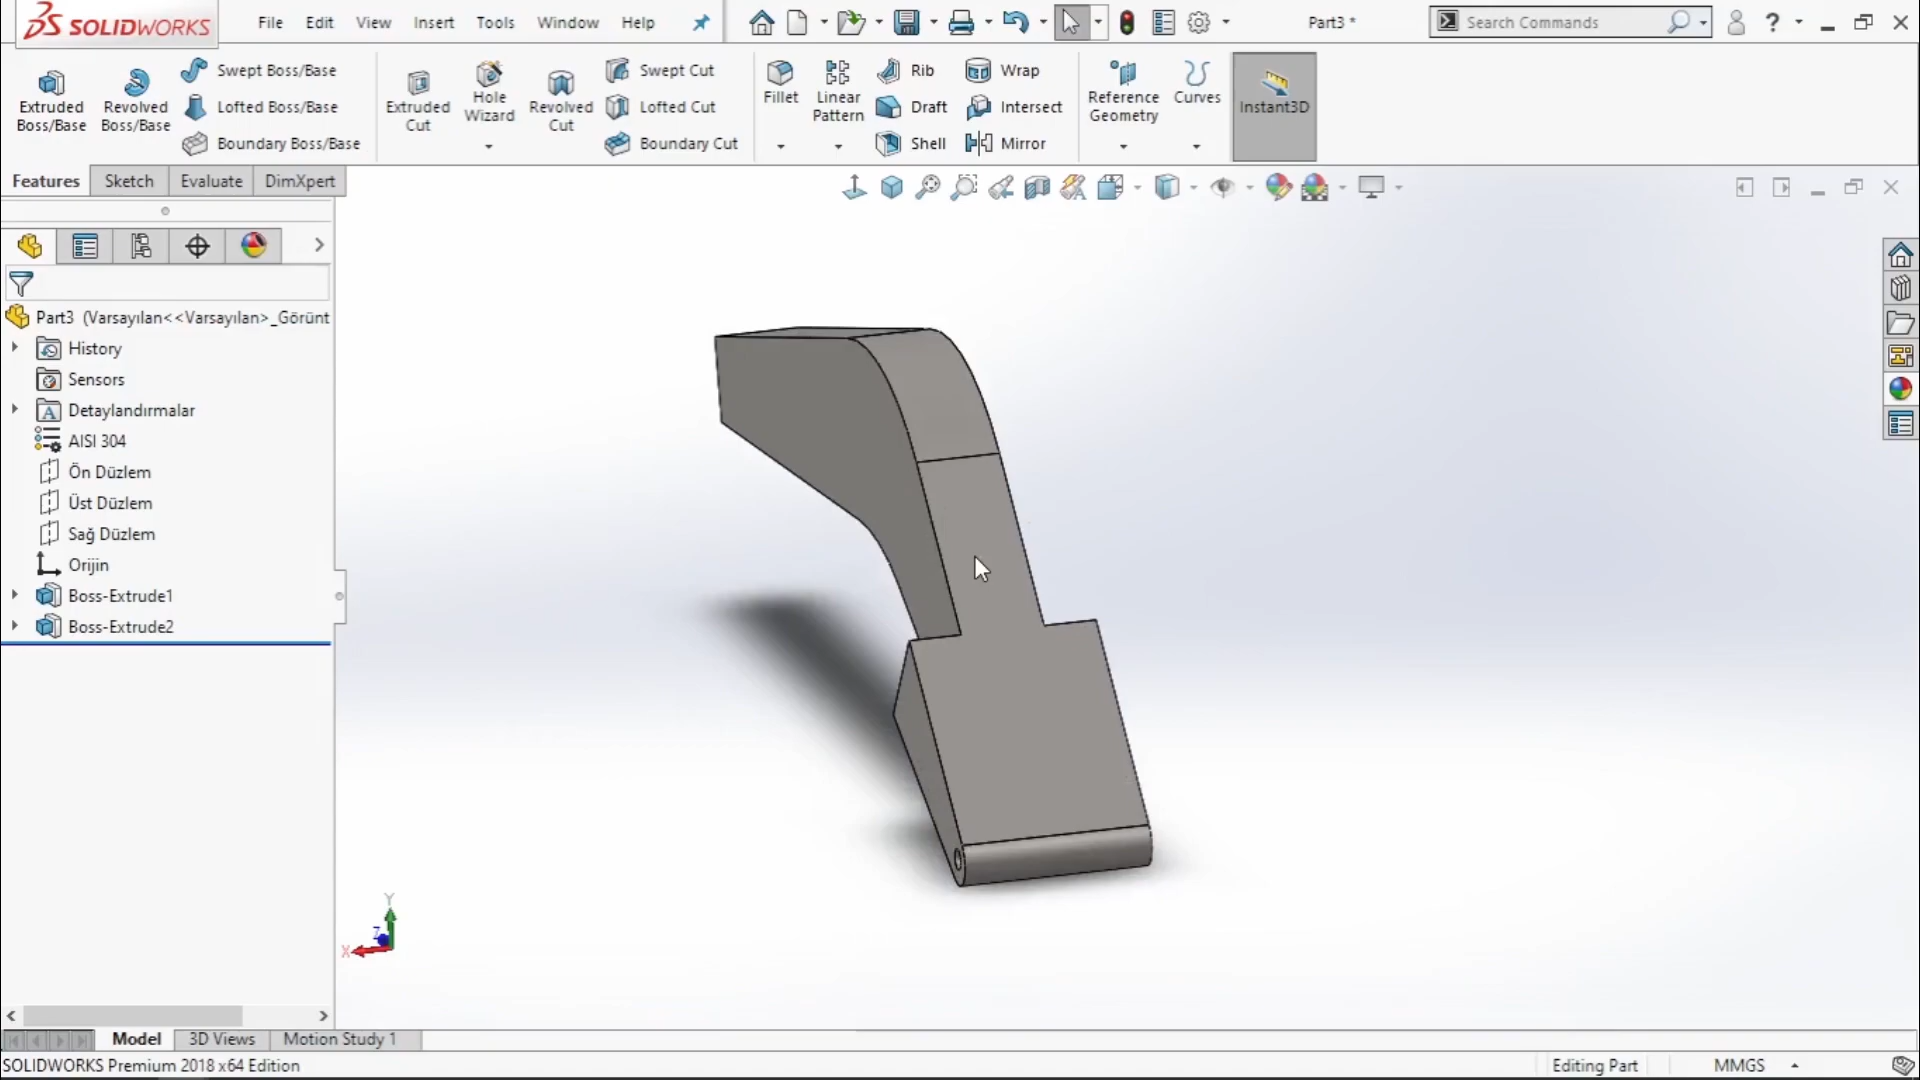 SOLIDWORKS
File Edit View Insert Tools Window Help
Part3 *
Search Commands
Extruded Boss/Base
Revolved Boss/Base
Swept Boss/Base
Lofted Boss/Base
Boundary Boss/Base
Extruded Cut
Hole Wizard
Revolved Cut
Swept Cut
Lofted Cut
Boundary Cut
Fillet
Linear Pattern
Rib
Draft
Shell
Wrap
Intersect
Mirror
Reference Geometry
Curves
Instant3D
Features Sketch Evaluate DimXpert
Part3 (Varsayılan<<Varsayılan>_Görünt
History
Sensors
Detaylandırmalar
AISI 304
Ön Düzlem
Üst Düzlem
Sağ Düzlem
Orijin
Boss-Extrude1
Boss-Extrude2
Y
Z
X
Model 3D Views Motion Study 1
SOLIDWORKS Premium 2018 x64 Edition
Editing Part
MMGS